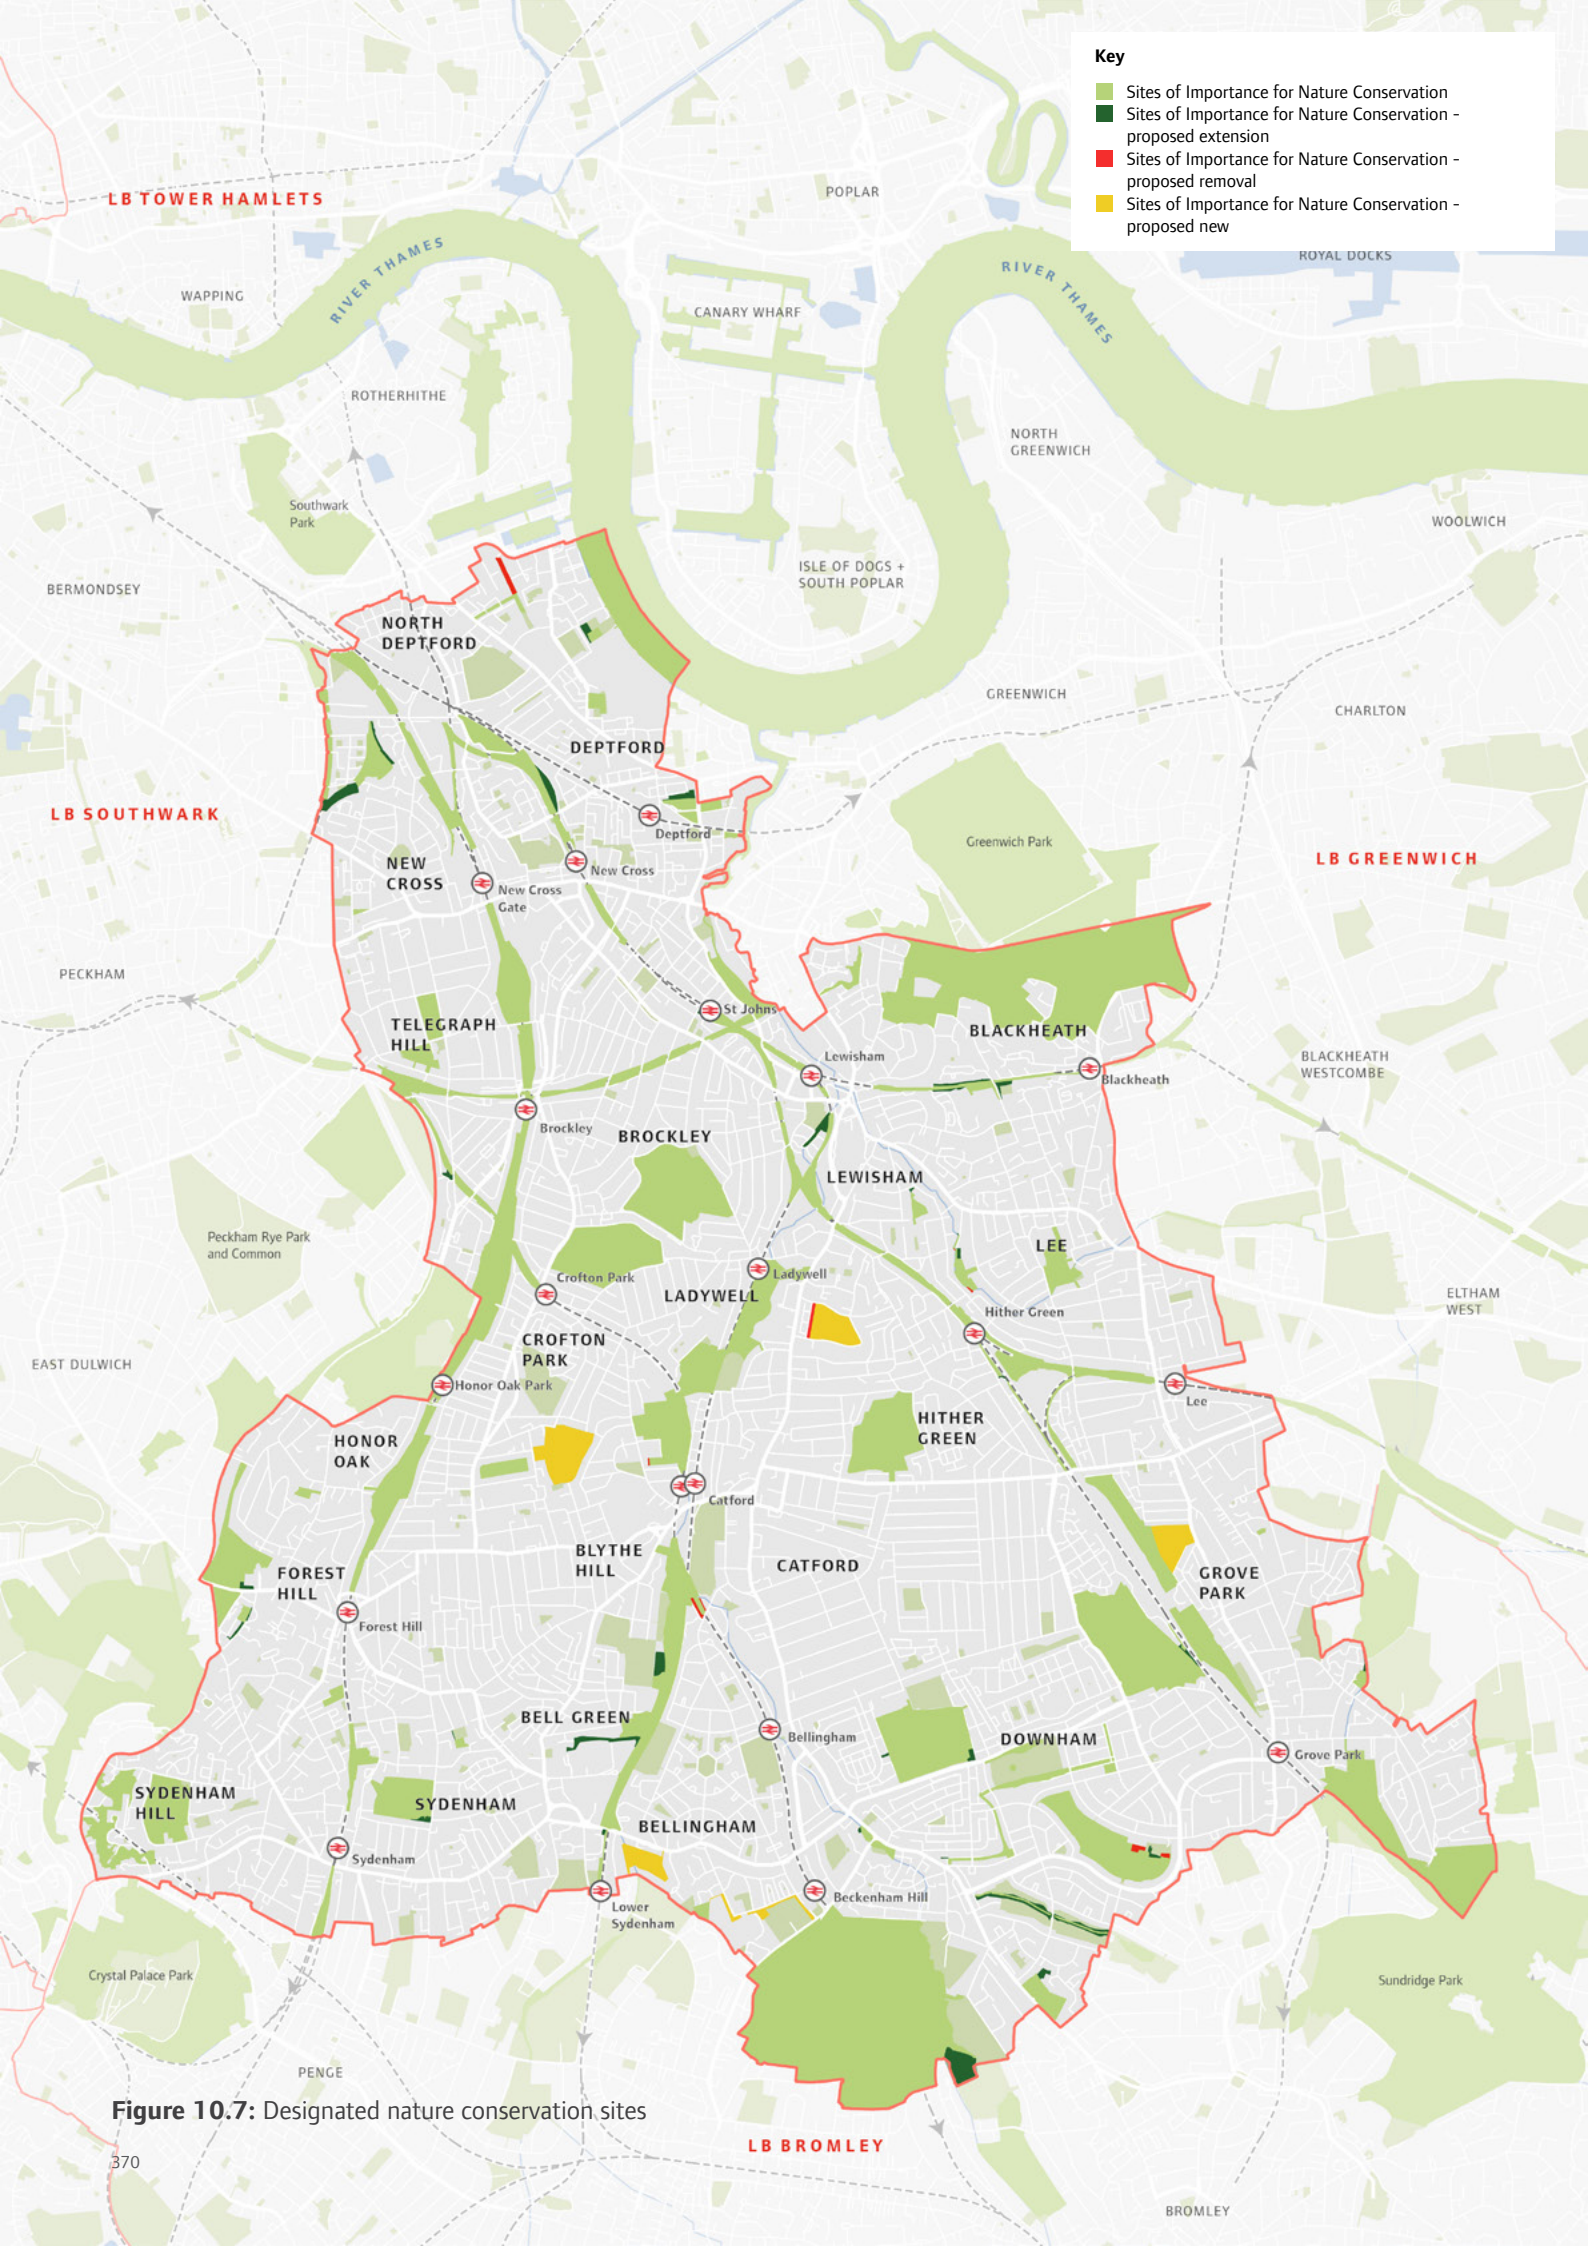 Key
Sites of Importance for Nature Conservation
Sites of Importance for Nature Conservation -
proposed extension
Sites of Importance for Nature Conservation -
proposed removal
Sites of Importance for Nature Conservation -
proposed new
LB TOWER HAMLETS
POPLAR
RIVER THAMES
RIVER THAMES
ROYAL DOCKS
WAPPING
CANARY WHARF
ROTHERHITHE
NORTH
GREENWICH
Southwark
Park
WOOLWICH
ISLE OF DOGS +
SOUTH POPLAR
BERMONDSEY
NORTH
DEPTFORD
GREENWICH
CHARLTON
DEPTFORD
LB SOUTHWARK
Deptford
Greenwich Park
LB GREENWICH
NEW
CROSS
New Cross
New Cross
Gate
PECKHAM
St Johns
TELEGRAPH
HILL
BLACKHEATH
Lewisham
BLACKHEATH
WESTCOMBE
Blackheath
Brockley
BROCKLEY
LEWISHAM
Peckham Rye Park
and Common
LEE
Crofton Park
Ladywell
LADYWELL
ELTHAM
WEST
Hither Green
CROFTON
PARK
EAST DULWICH
Honor Oak Park
Lee
HITHER
GREEN
HONOR
OAK
Catford
BLYTHE
HILL
CATFORD
FOREST
HILL
GROVE
PARK
Forest Hill
BELL GREEN
Bellingham
DOWNHAM
Grove Park
SYDENHAM
HILL
SYDENHAM
BELLINGHAM
Sydenham
Beckenham Hill
Lower
Sydenham
Crystal Palace Park
Sundridge Park
PENGE
Figure 10.7: Designated nature conservation sites
LB BROMLEY
370
BROMLEY